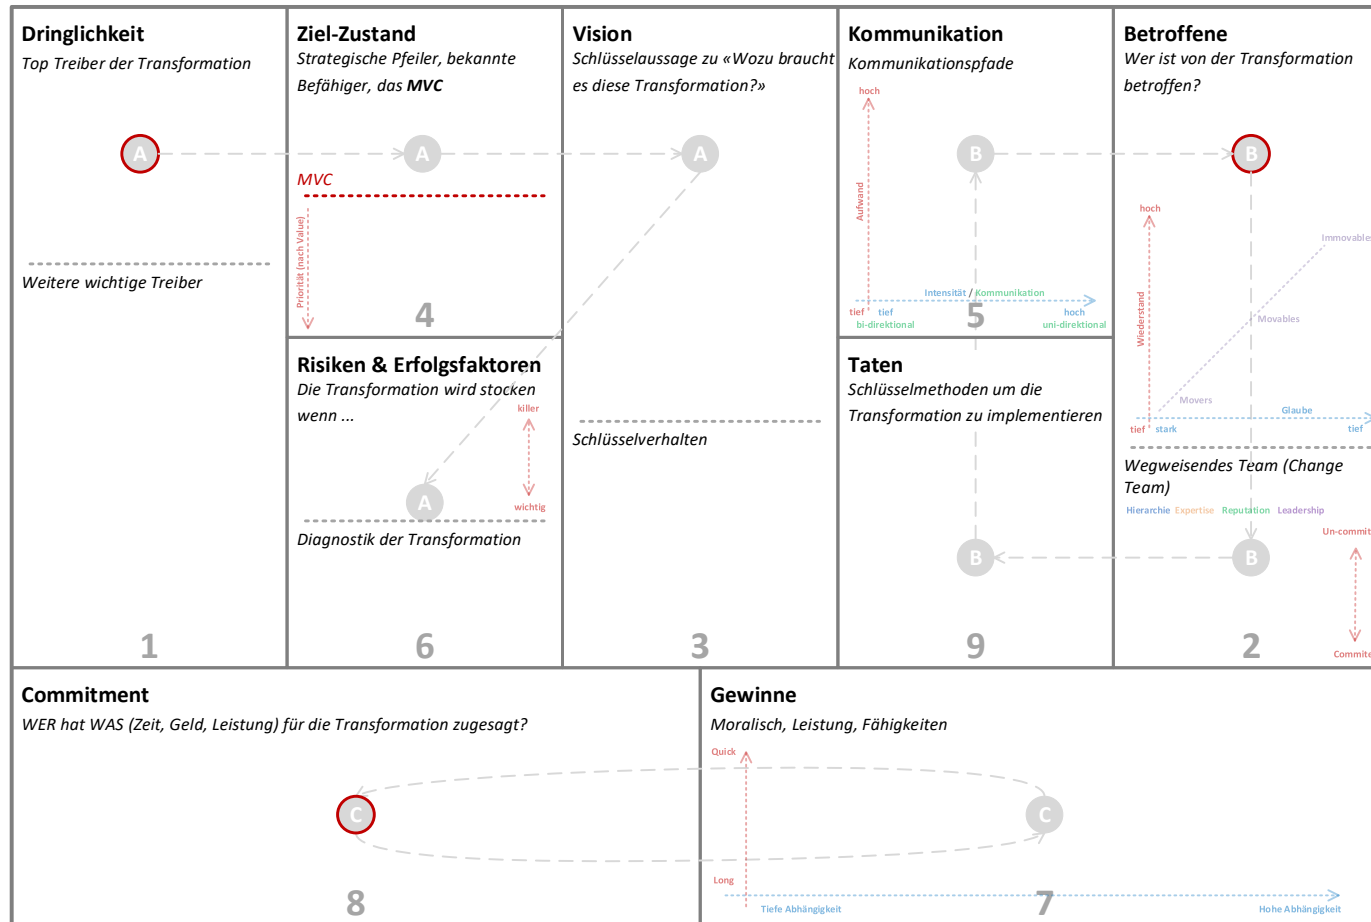 Dringlichkeit
Top Treiber der Transformation
A
Weitere wichtige Treiber
1
Ziel-Zustand
Strategische Pfeiler, bekannte
Befähiger, das MVC
A
MVC
Priorität (nach Value)
4
Risiken & Erfolgsfaktoren
Die Transformation wird stocken
wenn ...
killer
wichtig
A
Diagnostik der Transformation
6
Vision
Schlüsselaussage zu «Wozu braucht
es diese Transformation?»
A
Schlüsselverhalten
3
Kommunikation
Kommunikationspfade
hoch
B
Aufwand
Intensität / Kommunikation
tief tief hoch
bi-direktional uni-direktional
5
Taten
Schlüsselmethoden um die
Transformation zu implementieren
B
9
Betroffene
Wer ist von der Transformation
betroffen?
B
hoch
Immovables
Wiederstand
Movables
Movers
Glaube
tief stark tief
Wegweisendes Team (Change
Team)
Hierarchie Expertise Reputation Leadership
Un-commit
B
Commite
2
Commitment
WER hat WAS (Zeit, Geld, Leistung) für die Transformation zugesagt?
C
8
Gewinne
Moralisch, Leistung, Fähigkeiten
Quick
C
Long
Tiefe Abhängigkeit Hohe Abhängigkeit
7